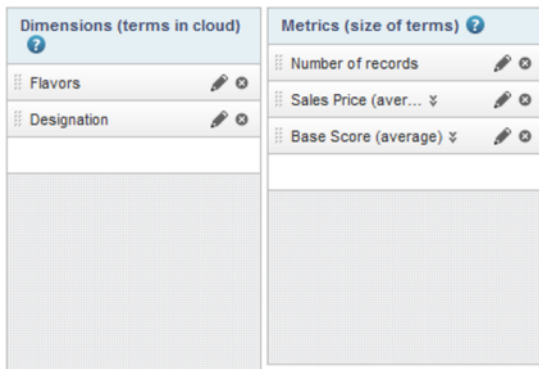 Dimensions (terms in cloud)
?
Flavors
Designation
Metrics (size of terms) ?
Number of records
Sales Price (aver...
Base Score (average)